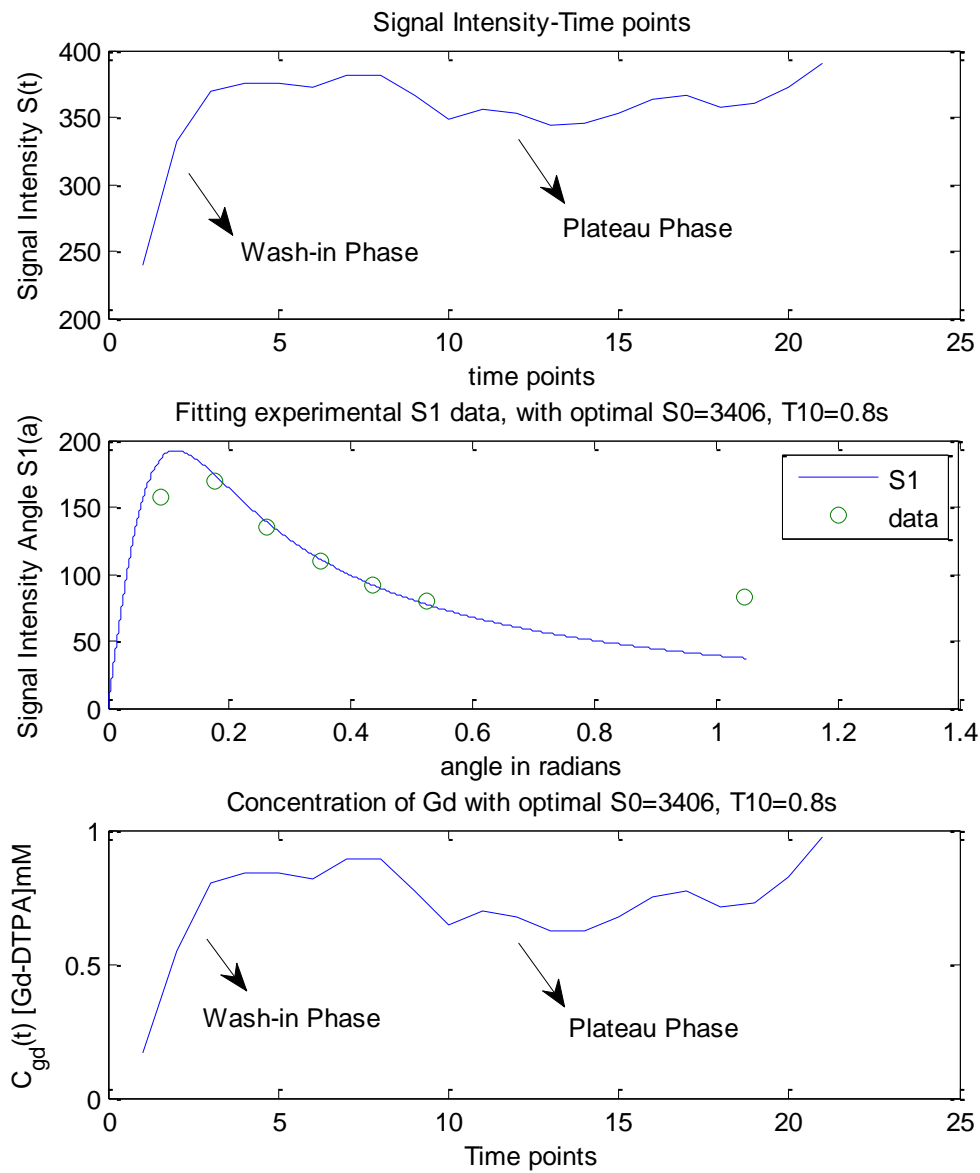 Signal Intensity-Time points
400
350
300
250
200
Signal Intensity S(t)
Wash-in Phase
Plateau Phase
0 5 10 15 20 25
time points
Fitting experimental S1 data, with optimal S0=3406, T10=0.8s
200
150
100
50
0
Signal Intensity Angle S1(a)
S1
data
0 0.2 0.4 0.6 0.8 1 1.2 1.4
angle in radians
Concentration of Gd with optimal S0=3406, T10=0.8s
1
0.5
0
C_gd(t) [Gd-DTPA]mM
Wash-in Phase
Plateau Phase
0 5 10 15 20 25
Time points